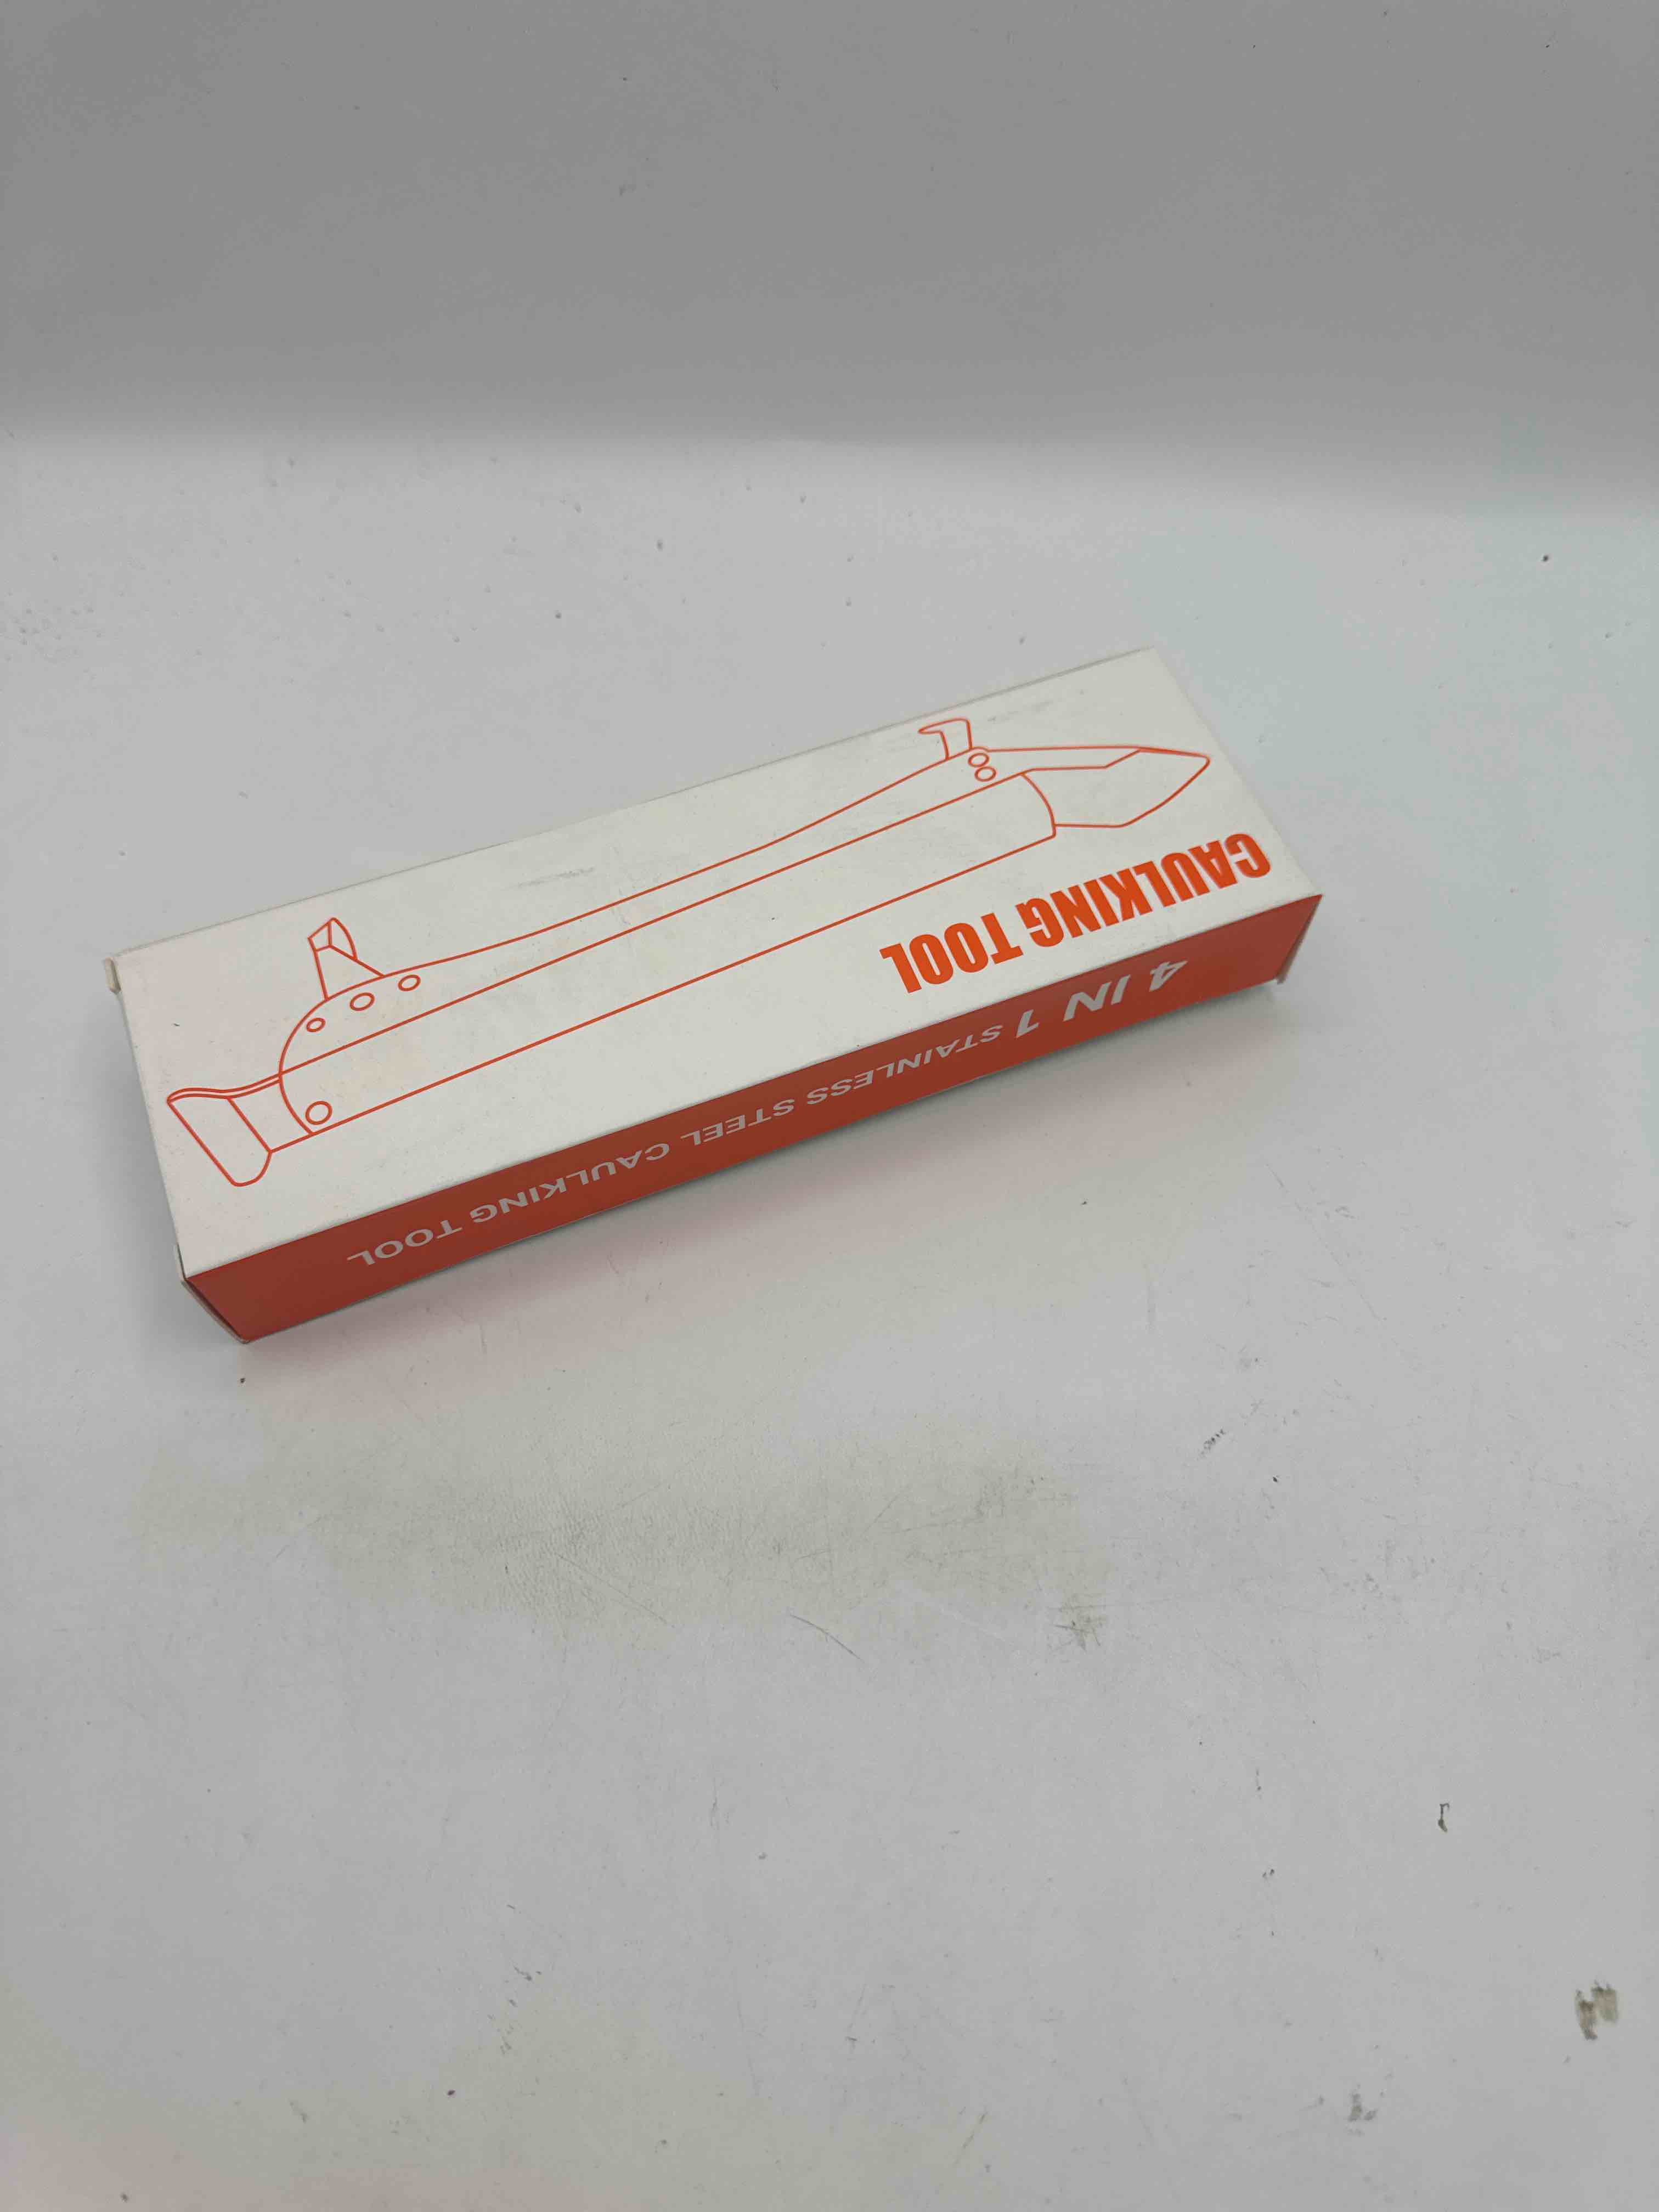 CAULKING TOOL
4 IN 1 STAINLESS STEEL CAULKING TOOL